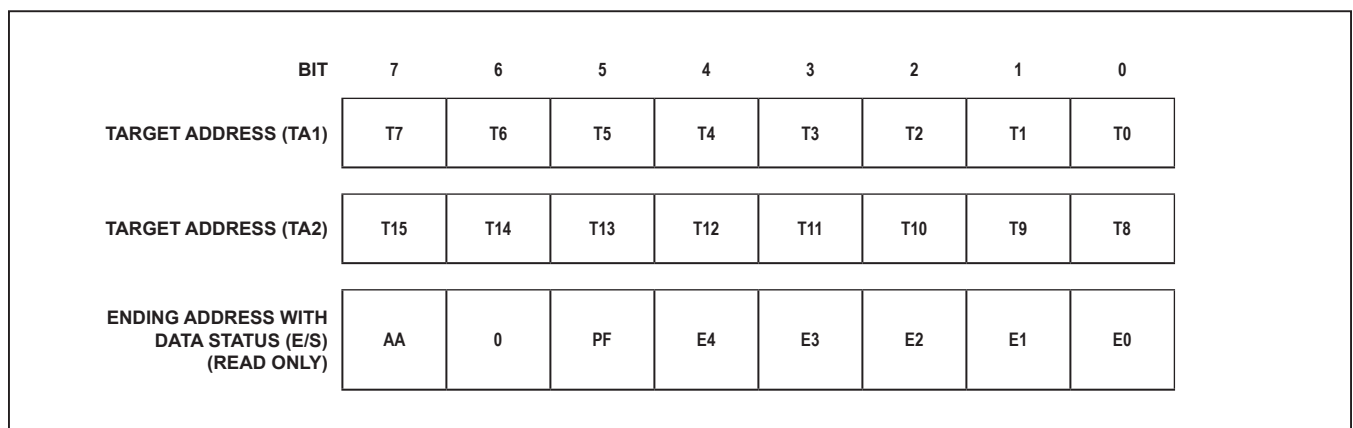 BIT 7 6 5 4 3 2 1 0
TARGET ADDRESS (TA1) T7 T6 T5 T4 T3 T2 T1 T0
TARGET ADDRESS (TA2) T15 T14 T13 T12 T11 T10 T9 T8
ENDING ADDRESS WITH
DATA STATUS (E/S)
(READ ONLY)
AA 0 PF E4 E3 E2 E1 E0